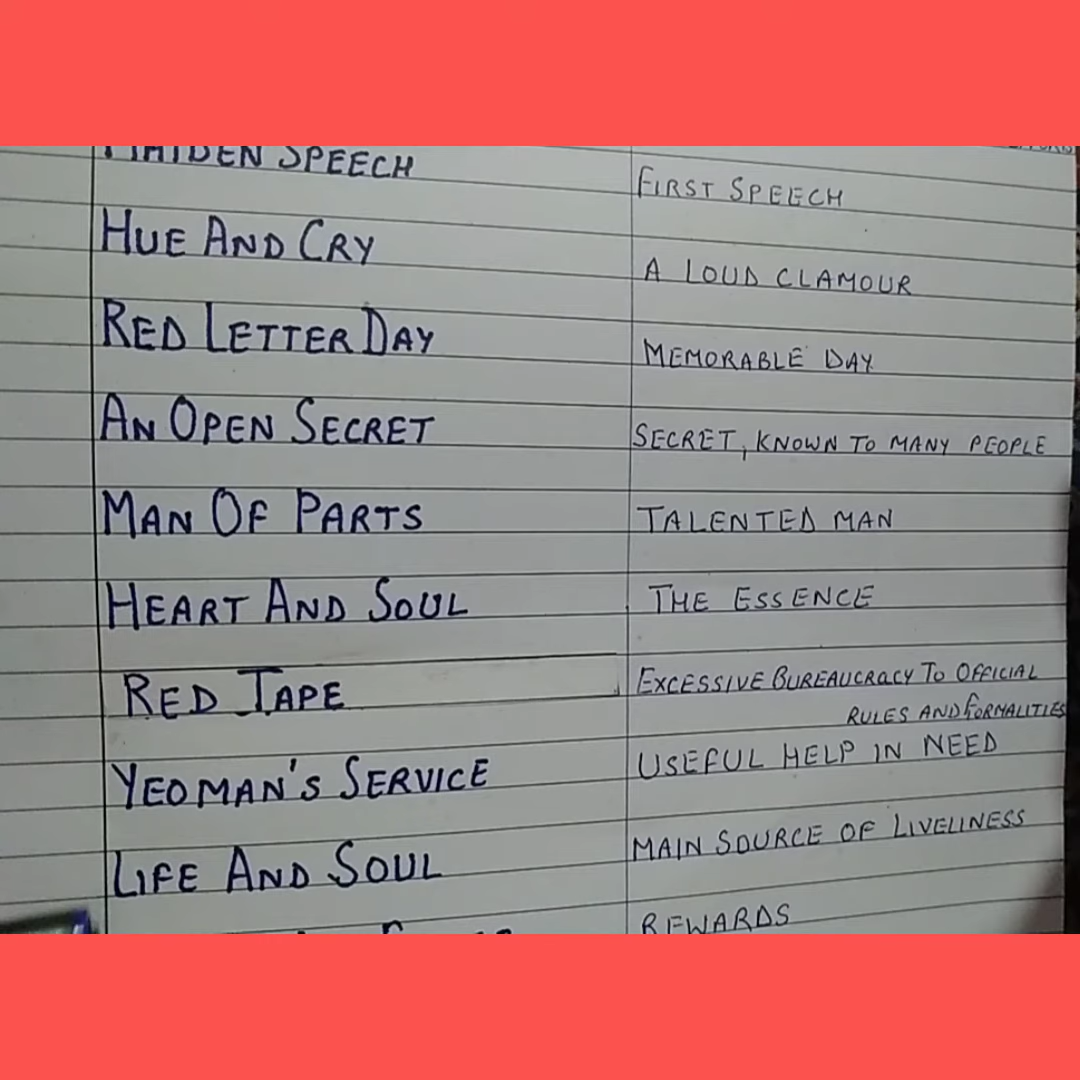 MAIDEN SPEECH FIRST SPEECH
HUE AND CRY A LOUD CLAMOUR
RED LETTER DAY MEMORABLE DAY
AN OPEN SECRET SECRET, KNOWN TO MANY PEOPLE
MAN OF PARTS TALENTED MAN
HEART AND SOUL THE ESSENCE
RED TAPE EXCESSIVE BUREAUCRACY TO OFFICIAL
RULES AND FORMALITIES
YEOMAN'S SERVICE USEFUL HELP IN NEED
LIFE AND SOUL MAIN SOURCE OF LIVELINESS
REWARDS